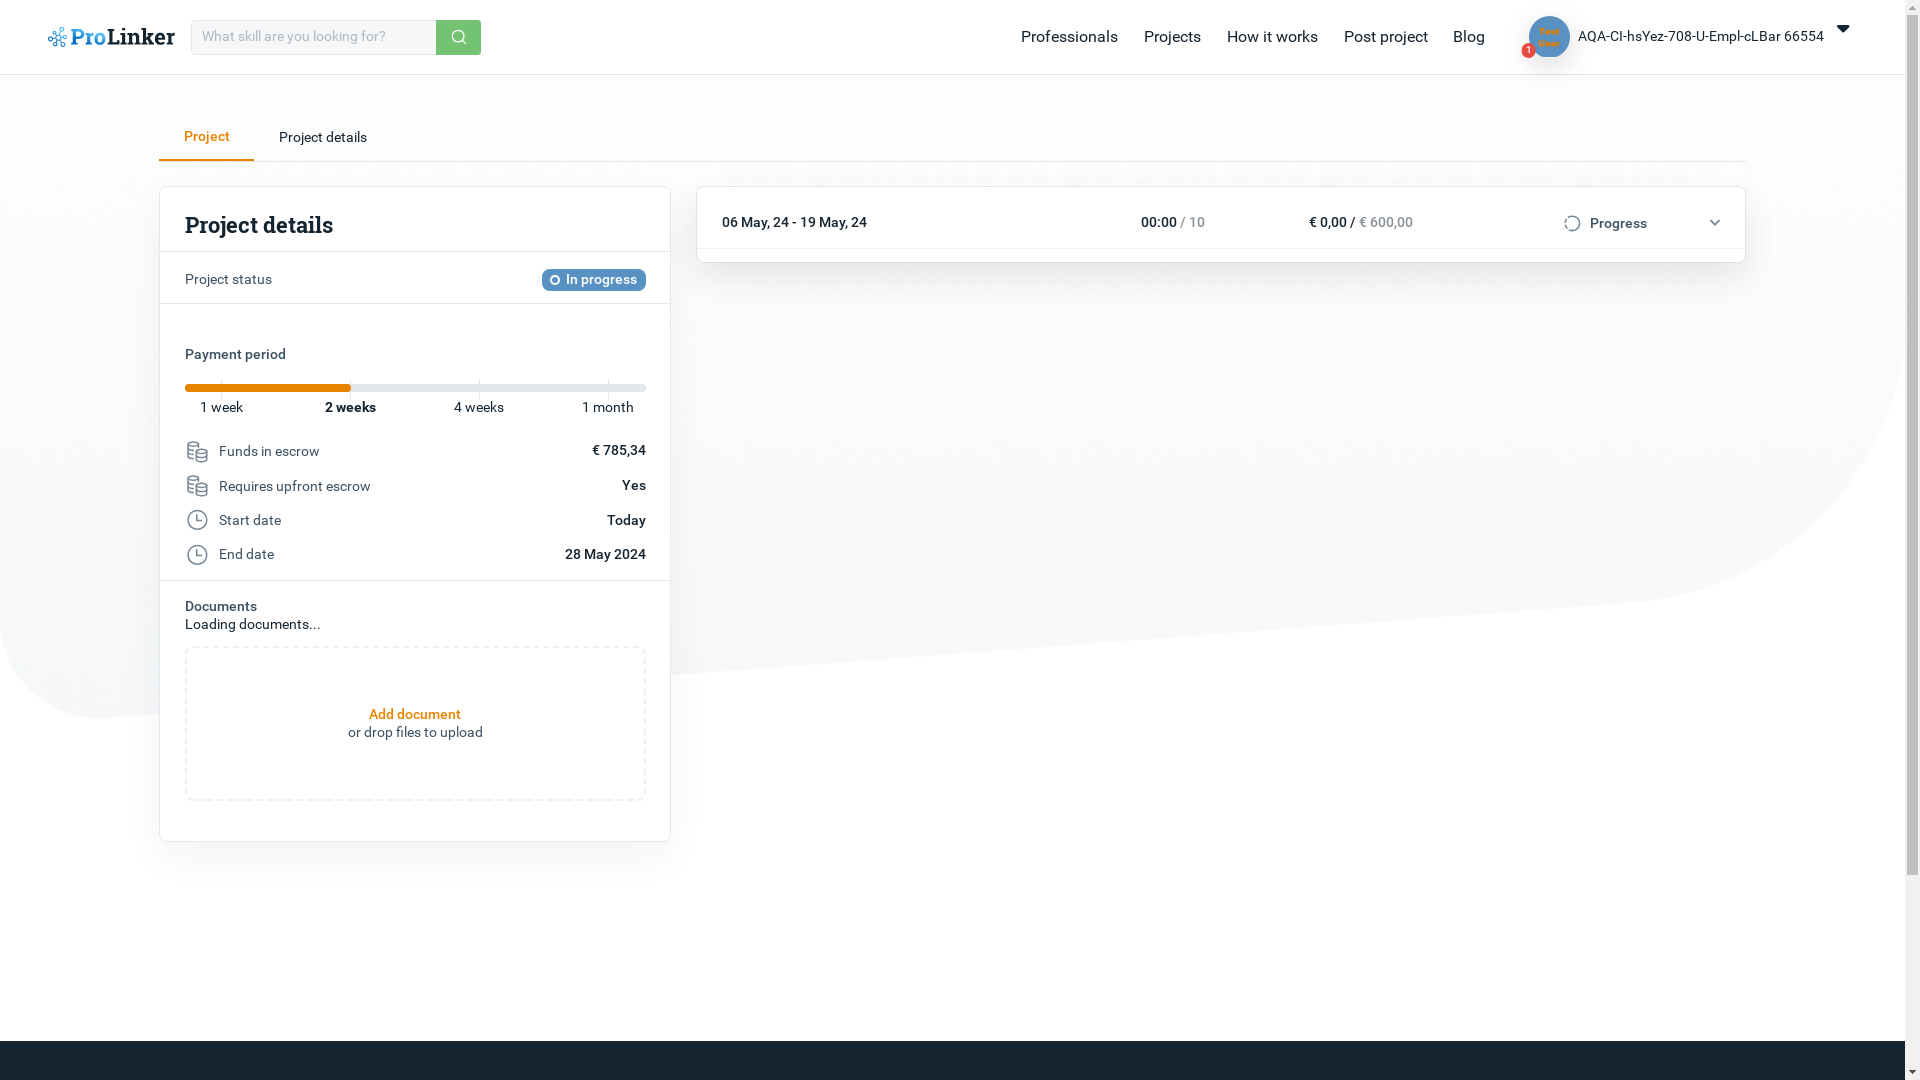 ProLinker
What skill are you looking for?
Professionals
Projects
How it works
Post project
Blog
1
AQA-CI-hsYez-708-U-Empl-cLBar 66554
Project
Project details
Project details
Project status
In progress
Payment period
1 week
2 weeks
4 weeks
1 month
Funds in escrow
€ 785,34
Requires upfront escrow
Yes
Start date
Today
End date
28 May 2024
Documents
Loading documents...
Add document
or drop files to upload
06 May, 24 - 19 May, 24
00:00 / 10
€ 0,00 / € 600,00
Progress